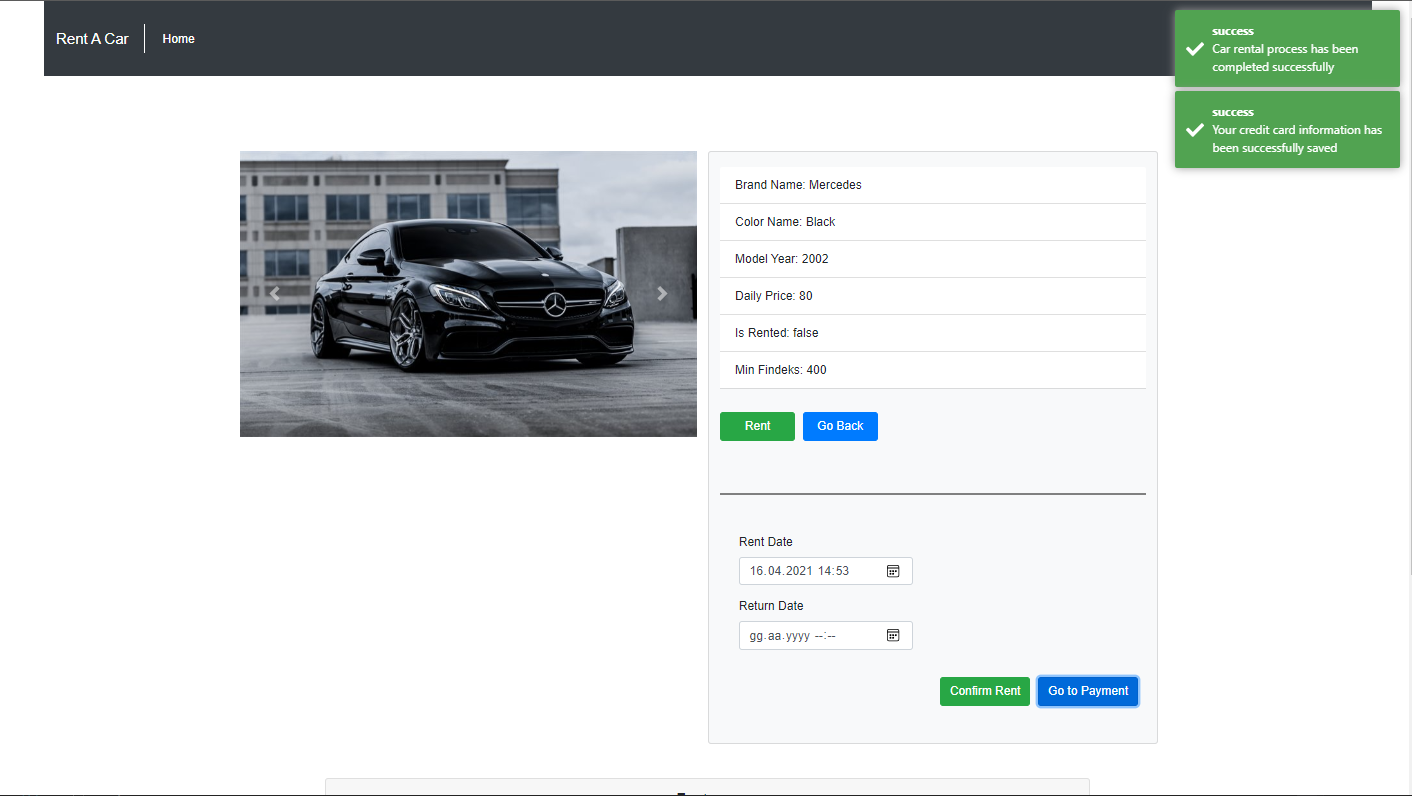 Rent A Car
Home
success
Car rental process has been
completed successfully
success
Your credit card information has
been successfully saved
Brand Name: Mercedes
Color Name: Black
Model Year: 2002
Daily Price: 80
Is Rented: false
Min Findeks: 400
Rent
Go Back
Rent Date
16.04.2021 14:53
Return Date
gg.aa.yyyy --:--
Confirm Rent
Go to Payment